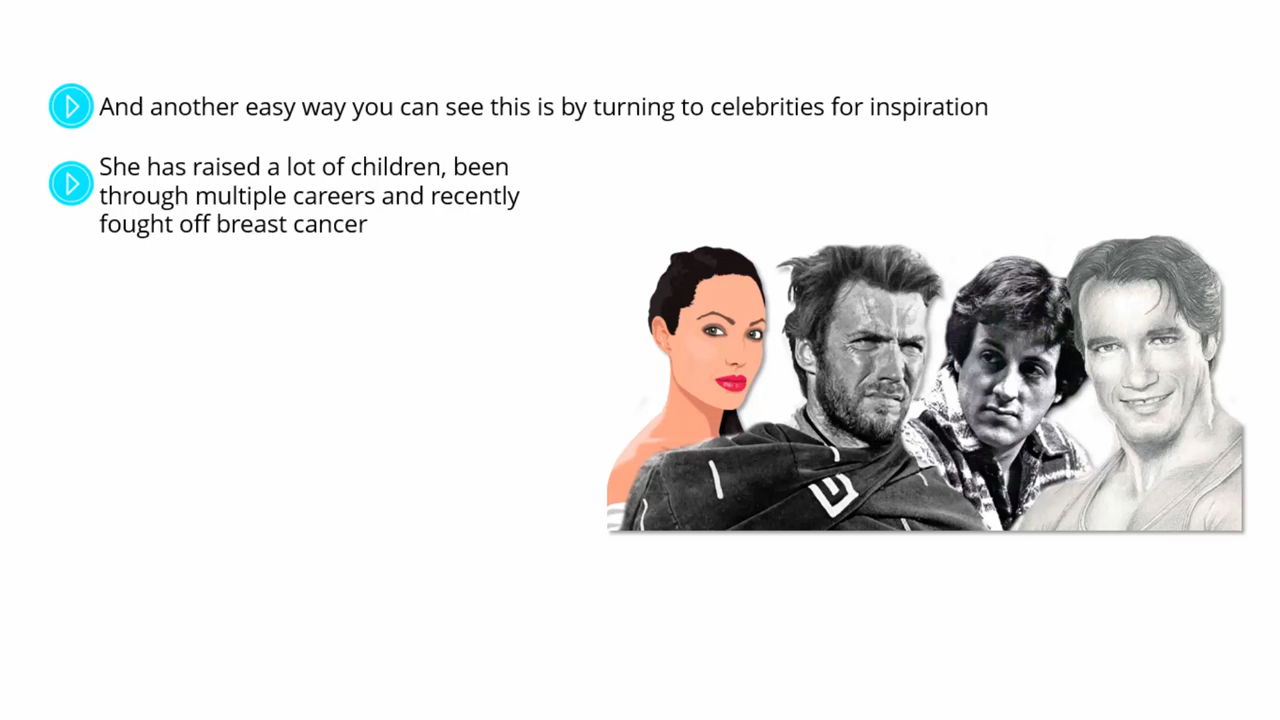 And another easy way you can see this is by turning to celebrities for inspiration
She has raised a lot of children, been
through multiple careers and recently
fought off breast cancer